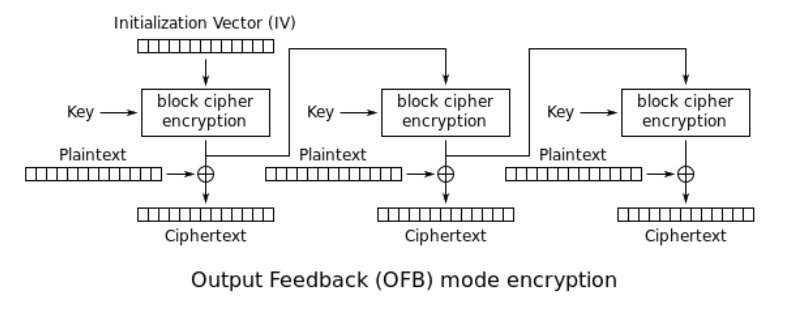 Initialization Vector (IV)
Key
block cipher
encryption
Key
block cipher
encryption
Key
block cipher
encryption
Plaintext
Plaintext
Plaintext
Ciphertext
Ciphertext
Ciphertext
Output Feedback (OFB) mode encryption